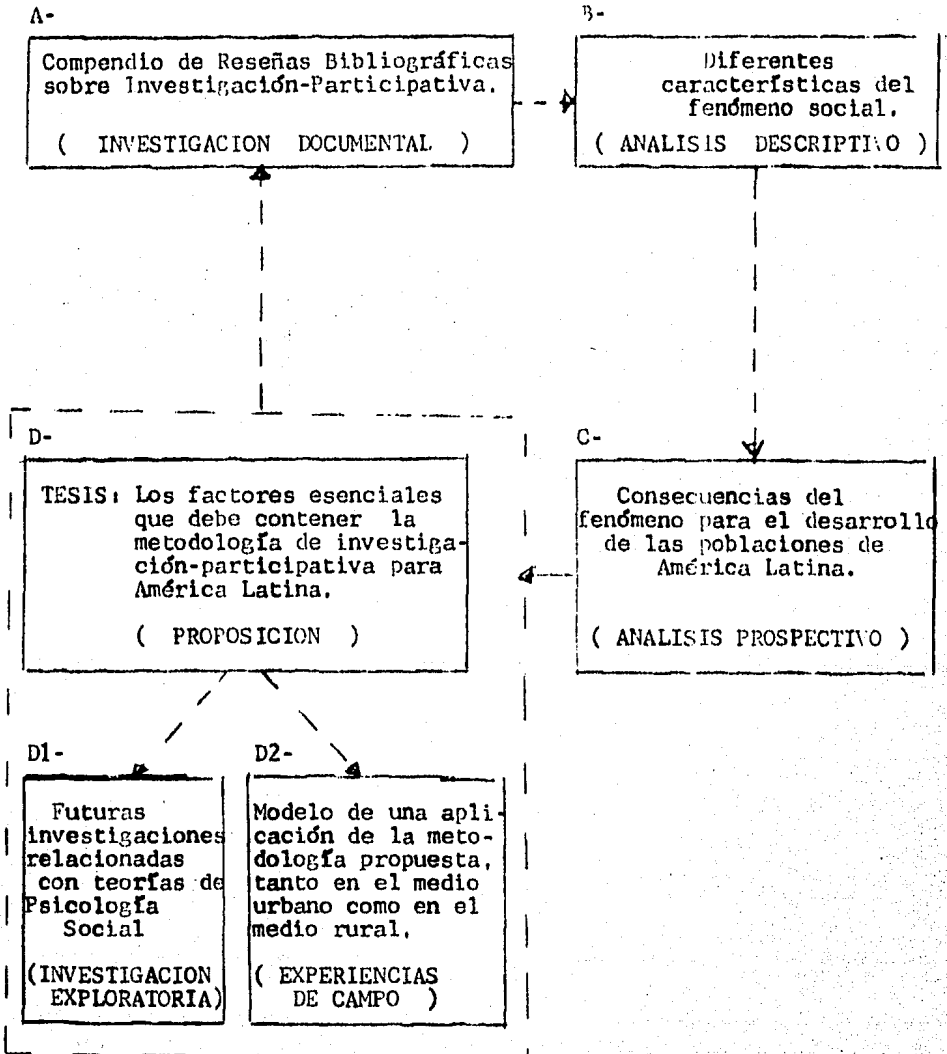 A-
Compendio de Reseñas Bibliográficas
sobre Investigación-Participativa.
( INVESTIGACION DOCUMENTAL )
B-
Diferentes
características del
fenómeno social.
( ANALISIS DESCRIPTIVO )
C-
Consecuencias del
fenómeno para el desarrollo
de las poblaciones de
América Latina.
( ANALISIS PROSPECTIVO )
D-
TESIS: Los factores esenciales
que debe contener la
metodología de investiga-
ción-participativa para
América Latina.
( PROPOSICION )
D1-
Futuras
investigaciones
relacionadas
con teorías de
Psicología
Social
(INVESTIGACION
EXPLORATORIA)
D2-
Modelo de una apli-
cación de la meto-
dología propuesta,
tanto en el medio
urbano como en el
medio rural.
( EXPERIENCIAS
DE CAMPO )